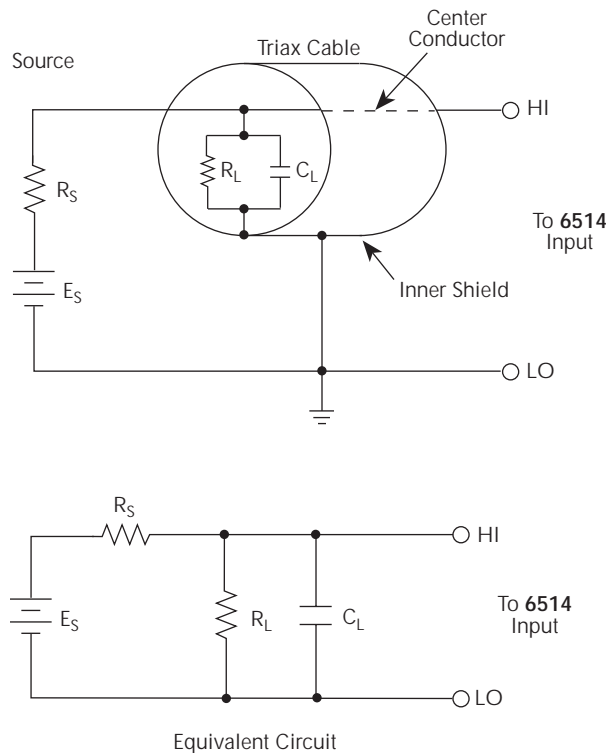 Center
Conductor
Triax Cable
Source
HI
R_L
C_L
R_S
To 6514
Input
Inner Shield
E_S
LO
R_S
HI
E_S
R_L
C_L
To 6514
Input
LO
Equivalent Circuit